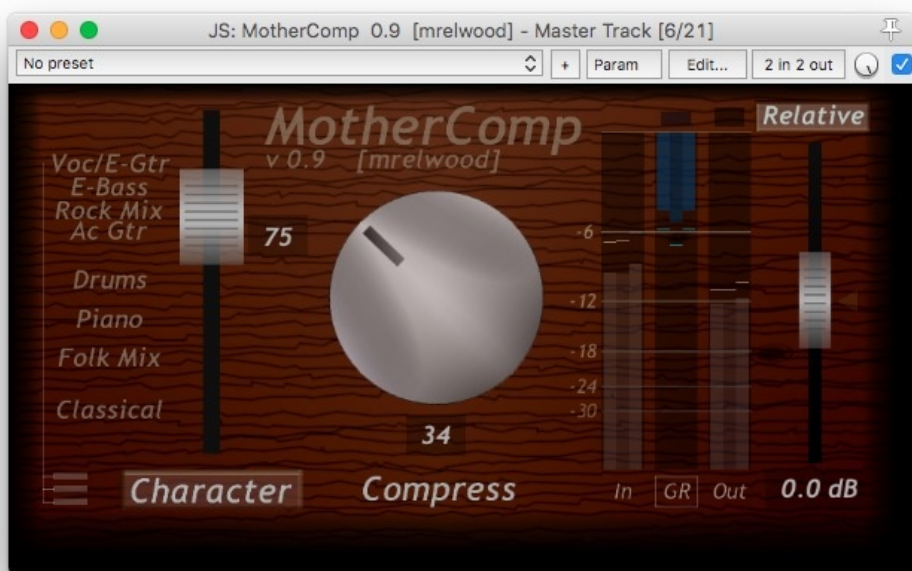 JS: MotherComp 0.9 [mrelwood] - Master Track [6/21]
No preset
+
Param
Edit...
2 in 2 out
MotherComp
v 0.9 [mrelwood]
Relative
Voc/E-Gtr
E-Bass
Rock Mix
Ac Gtr
Drums
Piano
Folk Mix
Classical
75
34
-6
-12
-18
-24
-30
Character
Compress
In
GR
Out
0.0 dB